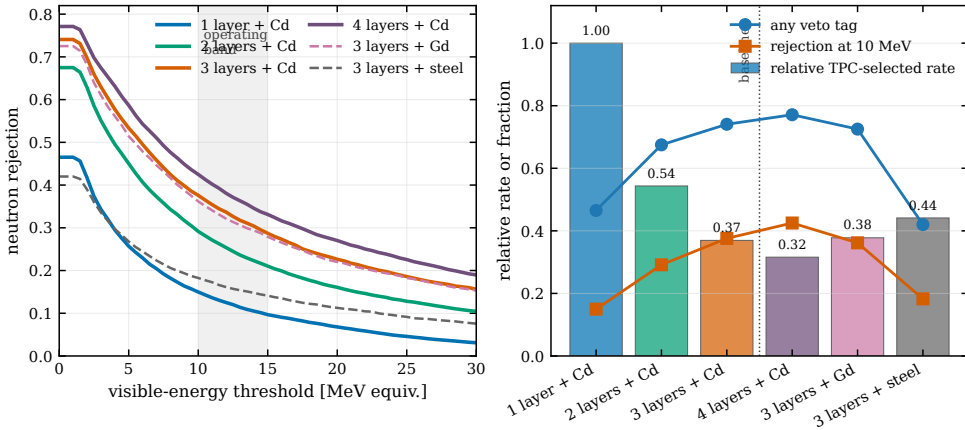 neutron rejection
0.8
0.7
0.6
0.5
0.4
0.3
0.2
0.1
0.0
1 layer + Cd
2 layers + Cd
3 layers + Cd
4 layers + Cd
3 layers + Gd
3 layers + steel
operating
band
0
5
10
15
20
25
30
visible-energy threshold [MeV equiv.]
relative rate or fraction
1.0
0.8
0.6
0.4
0.2
0.0
any veto tag
rejection at 10 MeV
relative TPC-selected rate
1.00
0.54
0.37
0.32
0.38
0.44
1 layer + Cd
2 layers + Cd
3 layers + Cd
4 layers + Cd
3 layers + Gd
3 layers + steel